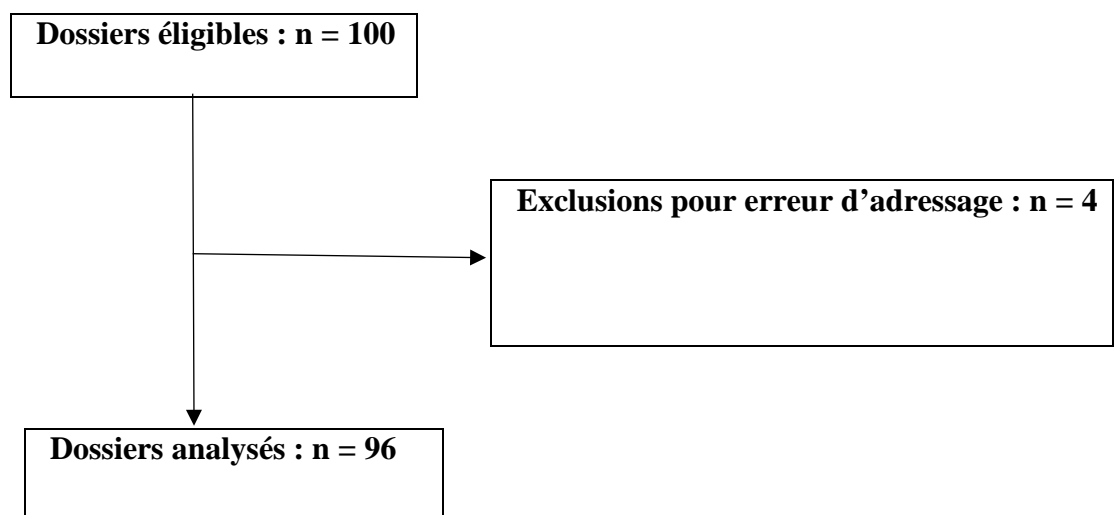 Dossiers éligibles : n = 100
Exclusions pour erreur d’adressage : n = 4
Dossiers analysés : n = 96